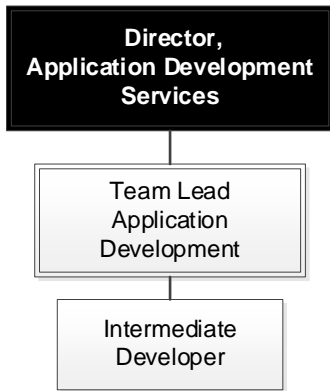 Director,
Application Development
Services
Team Lead
Application
Development
Intermediate
Developer